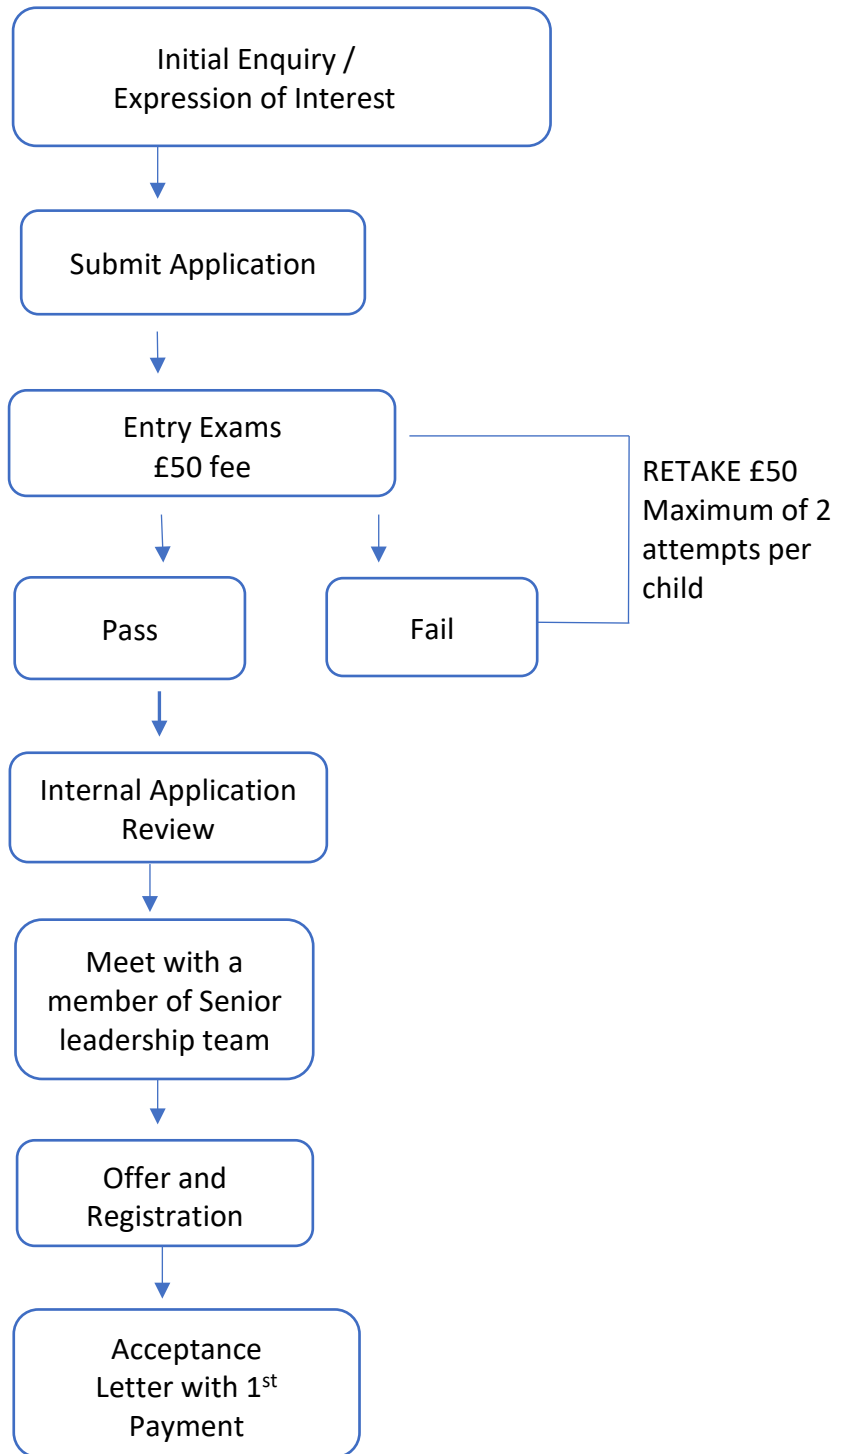 Initial Enquiry /
Expression of Interest
Submit Application
Entry Exams
£50 fee
RETAKE £50
Maximum of 2
attempts per
child
Pass
Fail
Internal Application
Review
Meet with a
member of Senior
leadership team
Offer and
Registration
Acceptance
Letter with 1st
Payment